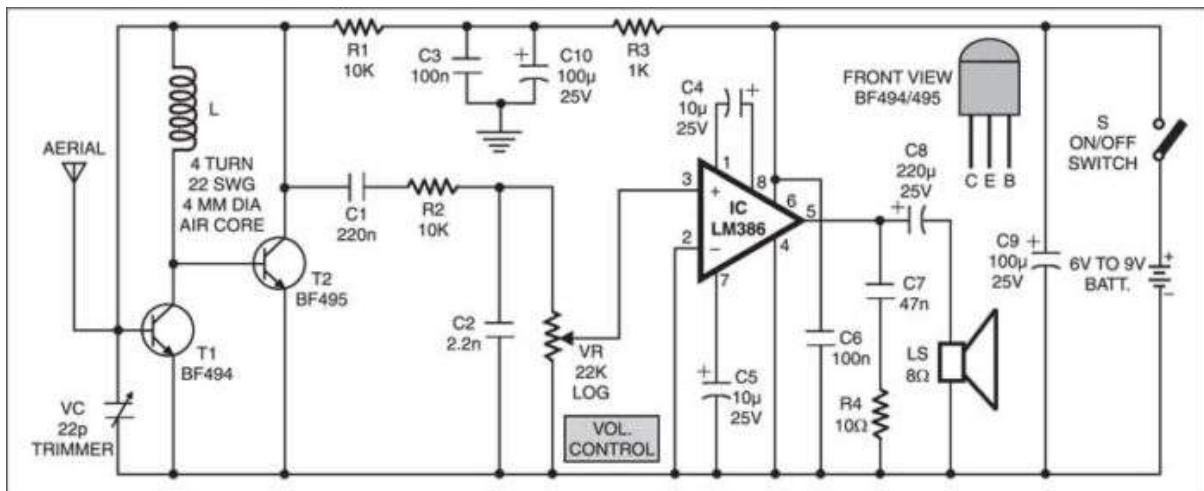 R1
10K
C3
100n
C10
100µ
25V
+
R3
1K
L
4 TURN
22 SWG
4 MM DIA
AIR CORE
AERIAL
C1
220n
R2
10K
T2
BF495
T1
BF494
VC
22p
TRIMMER
C2
2.2n
VR
22K
LOG
VOL.
CONTROL
C4
10µ
25V
+
1
8
3
+
IC
LM386
2
−
6
5
4
7
+
C5
10µ
25V
C6
100n
C7
47n
R4
10Ω
C8
220µ
25V
+
LS
8Ω
FRONT VIEW
BF494/495
C E B
C9
100µ
25V
+
S
ON/OFF
SWITCH
6V TO 9V
BATT.
+
−